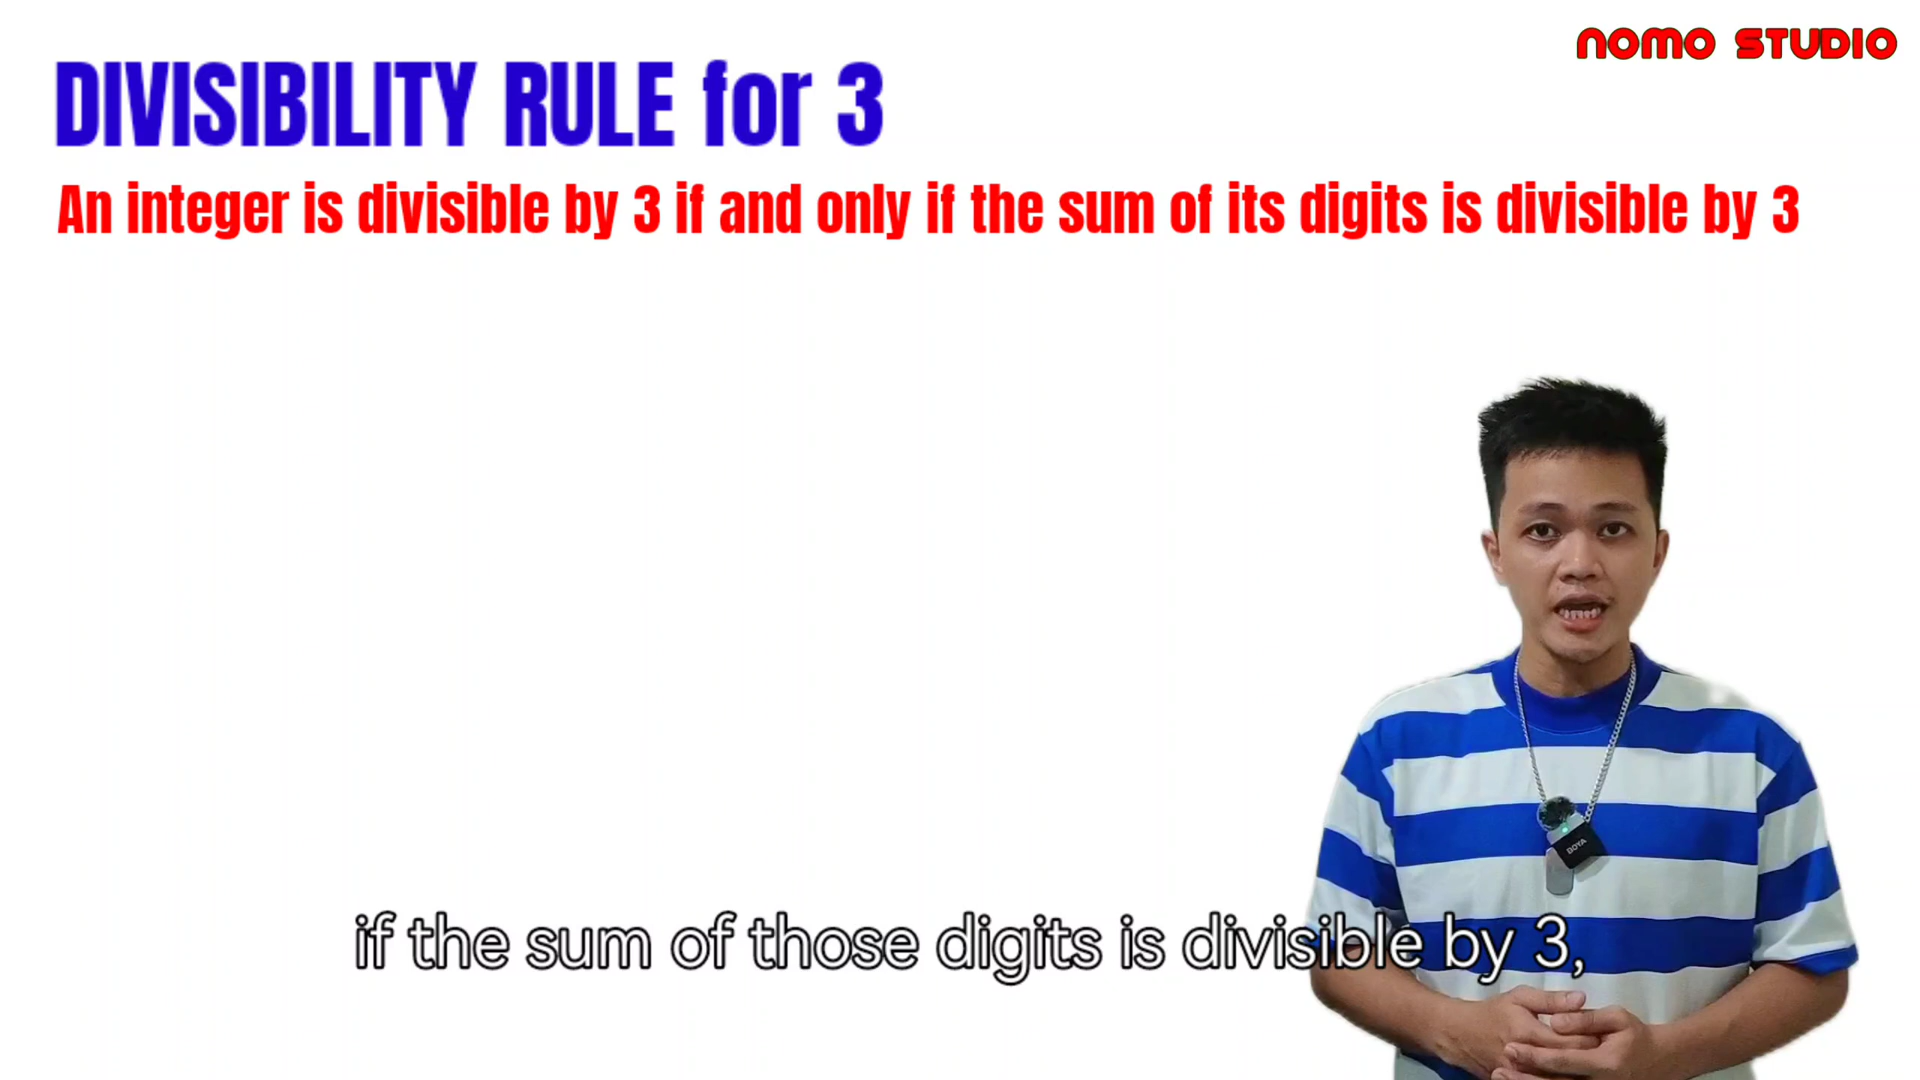 NOMO STUDIO
DIVISIBILITY RULE for 3
An integer is divisible by 3 if and only if the sum of its digits is divisible by 3
BOYA
if the sum of those digits is divisible by 3,